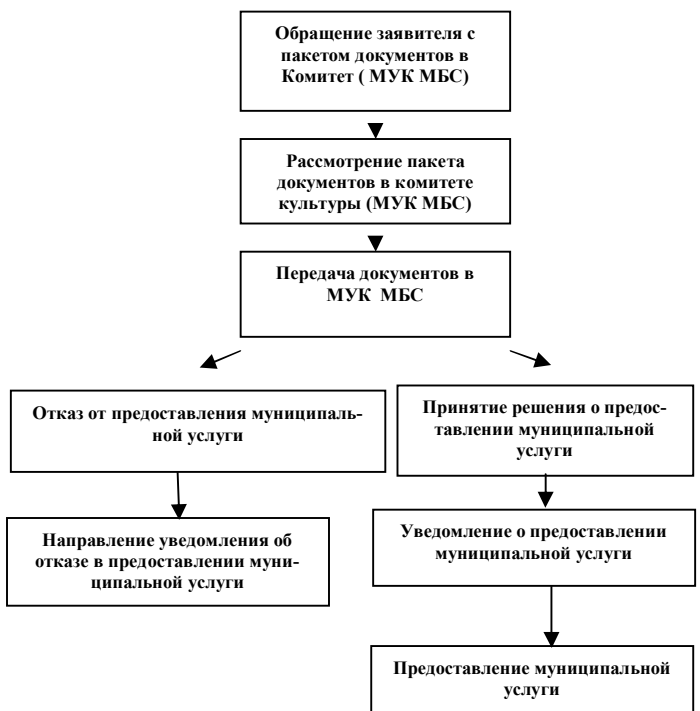 Обращение заявителя с
пакетом документов в
Комитет ( МУК МБС)
Рассмотрение пакета
документов в комитете
культуры (МУК МБС)
Передача документов в
МУК МБС
Отказ от предоставления муниципаль-
ной услуги
Принятие решения о предос-
тавлении муниципальной
услуги
Направление уведомления об
отказе в предоставлении муни-
ципальной услуги
Уведомление о предоставлении
муниципальной услуги
Предоставление муниципальной
услуги